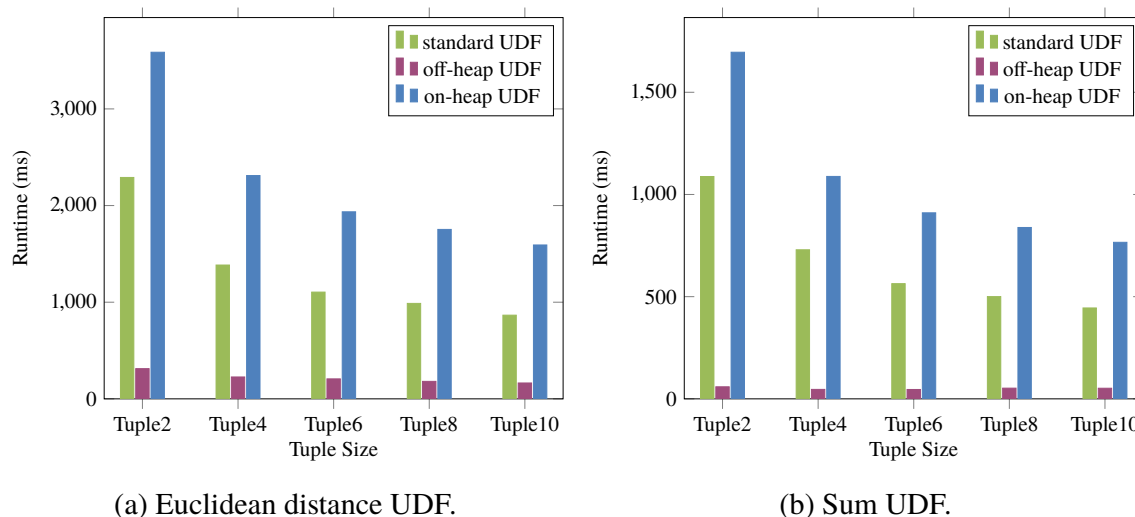 3,000
2,000
1,000
0
Runtime (ms)
standard UDF
off-heap UDF
on-heap UDF
Tuple2 Tuple4 Tuple6 Tuple8 Tuple10
Tuple Size
(a) Euclidean distance UDF.
1,500
1,000
500
0
Runtime (ms)
standard UDF
off-heap UDF
on-heap UDF
Tuple2 Tuple4 Tuple6 Tuple8 Tuple10
Tuple Size
(b) Sum UDF.